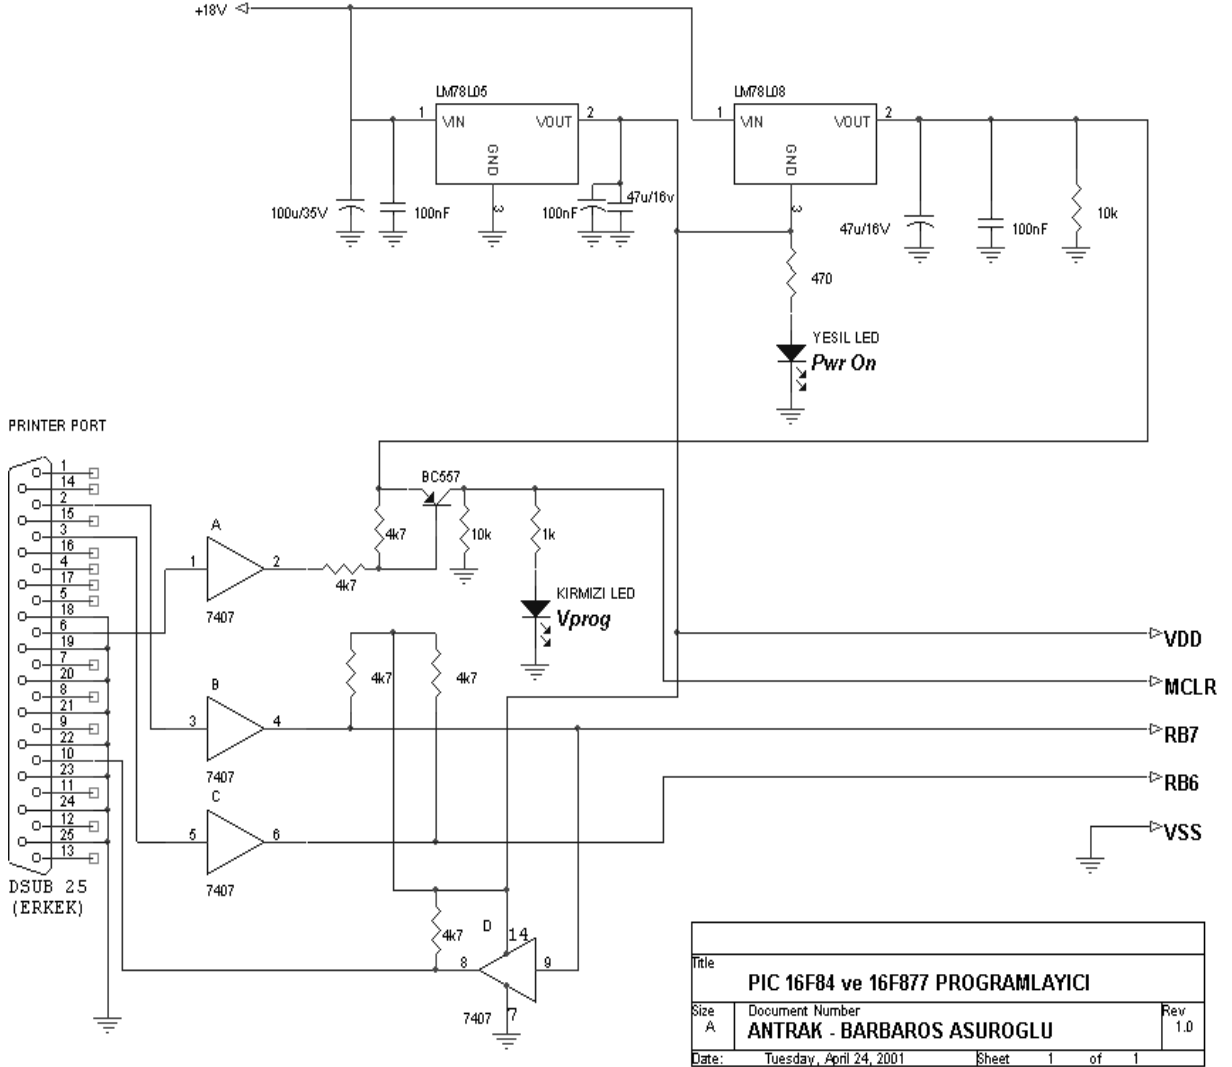 +18V
LM78L05
LM78L08
1 VIN VOUT 2
GND
3
1 VIN VOUT 2
GND
3
100u/35V
100nF
100nF
47u/16v
47u/16V
100nF
10k
470
YESIL LED
Pwr On
PRINTER PORT
1
14
2
15
3
16
4
17
5
18
6
19
7
20
8
21
9
22
10
23
11
24
12
25
13
DSUB 25
(ERKEK)
BC557
A
1
2
7407
4k7
4k7
10k
1k
KIRMIZI LED
Vprog
4k7
4k7
B
3
4
7407
C
5
6
7407
4k7
D
14
8
9
7407
7
VDD
MCLR
RB7
RB6
VSS
Title
PIC 16F84 ve 16F877 PROGRAMLAYICI
Size
A
Document Number
ANTRAK - BARBAROS ASUROGLU
Rev
1.0
Date: Tuesday, April 24, 2001 Sheet 1 of 1